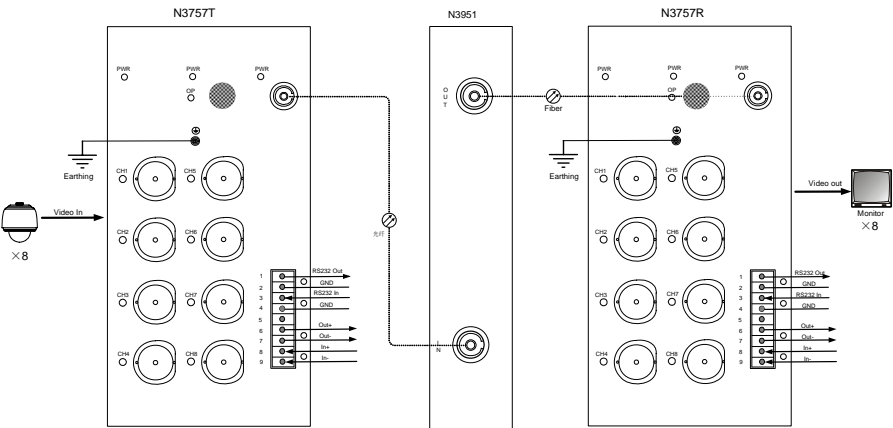 N3757T
N3951
N3757R
PWR
PWR
PWR
OP
Earthing
CH1
CH5
CH2
CH6
CH3
CH7
CH4
CH8
Video In
×8
1
2
3
4
5
6
7
8
9
RS232 Out
GND
RS232 In
GND
Out+
Out-
In+
In-
光纤
O
U
T
I
N
Fiber
PWR
PWR
PWR
OP
Earthing
CH1
CH5
CH2
CH6
CH3
CH7
CH4
CH8
1
2
3
4
5
6
7
8
9
RS232 Out
GND
RS232 In
GND
Out+
Out-
In+
In-
Video out
Monitor
×8